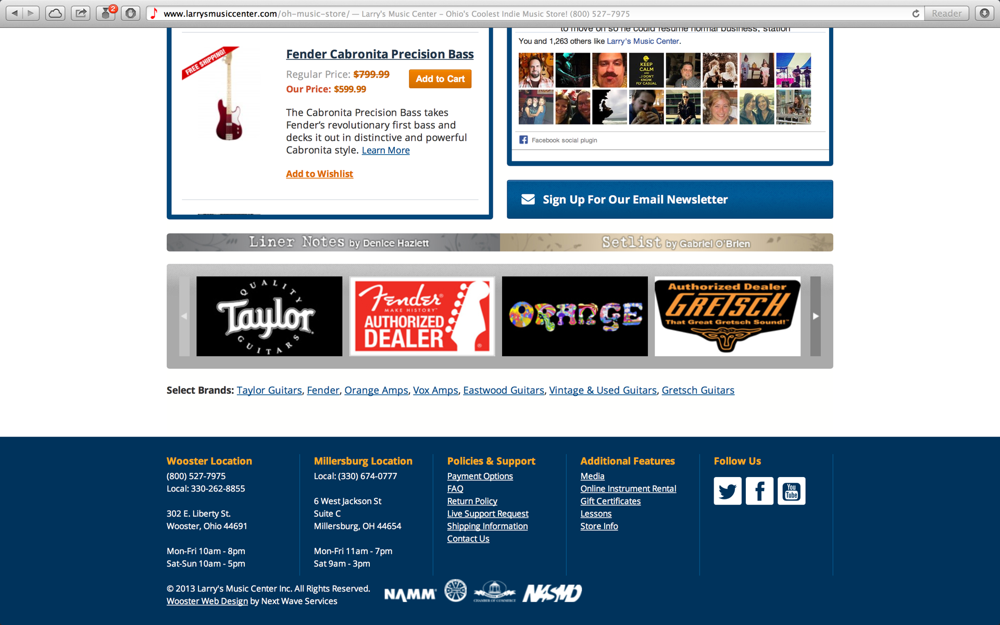 2
www.larrysmusiccenter.com/oh-music-store/ — Larry's Music Center – Ohio's Coolest Indie Music Store! (800) 527-7975
Reader
FREE SHIPPING!
Fender Cabronita Precision Bass
Regular Price: $799.99
Our Price: $599.99
Add to Cart
The Cabronita Precision Bass takes
Fender's revolutionary first bass and
decks it out in distinctive and powerful
Cabronita style. Learn More
Add to Wishlist
to move on so he could resume normal business, station
You and 1,263 others like Larry's Music Center.
KEEP
CALM
AND
...I DON'T
KNOW,
FLY CASUAL
Facebook social plugin
Sign Up For Our Email Newsletter
Liner Notes by Denice Hazlett
Setlist by Gabriel O'Brien
QUALITY
Taylor
GUITARS
Fender
MAKE HISTORY™
AUTHORIZED
DEALER
ORANGE
Authorized Dealer
GRETSCH
That Great Gretsch Sound!™
Select Brands: Taylor Guitars, Fender, Orange Amps, Vox Amps, Eastwood Guitars, Vintage & Used Guitars, Gretsch Guitars
Wooster Location
(800) 527-7975
Local: 330-262-8855
302 E. Liberty St.
Wooster, Ohio 44691
Mon-Fri 10am - 8pm
Sat-Sun 10am - 5pm
Millersburg Location
Local: (330) 674-0777
6 West Jackson St
Suite C
Millersburg, OH 44654
Mon-Fri 11am - 7pm
Sat 9am - 3pm
Policies & Support
Payment Options
FAQ
Return Policy
Live Support Request
Shipping Information
Contact Us
Additional Features
Media
Online Instrument Rental
Gift Certificates
Lessons
Store Info
Follow Us
You
Tube
© 2013 Larry's Music Center Inc. All Rights Reserved.
Wooster Web Design by Next Wave Services
NAMM
CHAMBER OF COMMERCE
NASMD